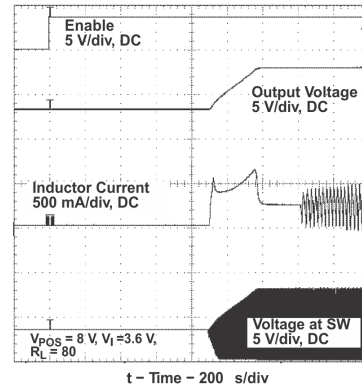 Enable
5 V/div, DC
Output Voltage
5 V/div, DC
Inductor Current
500 mA/div, DC
VPOS = 8 V, VI =3.6 V,
RL = 80
Voltage at SW
5 V/div, DC
t − Time − 200 s/div